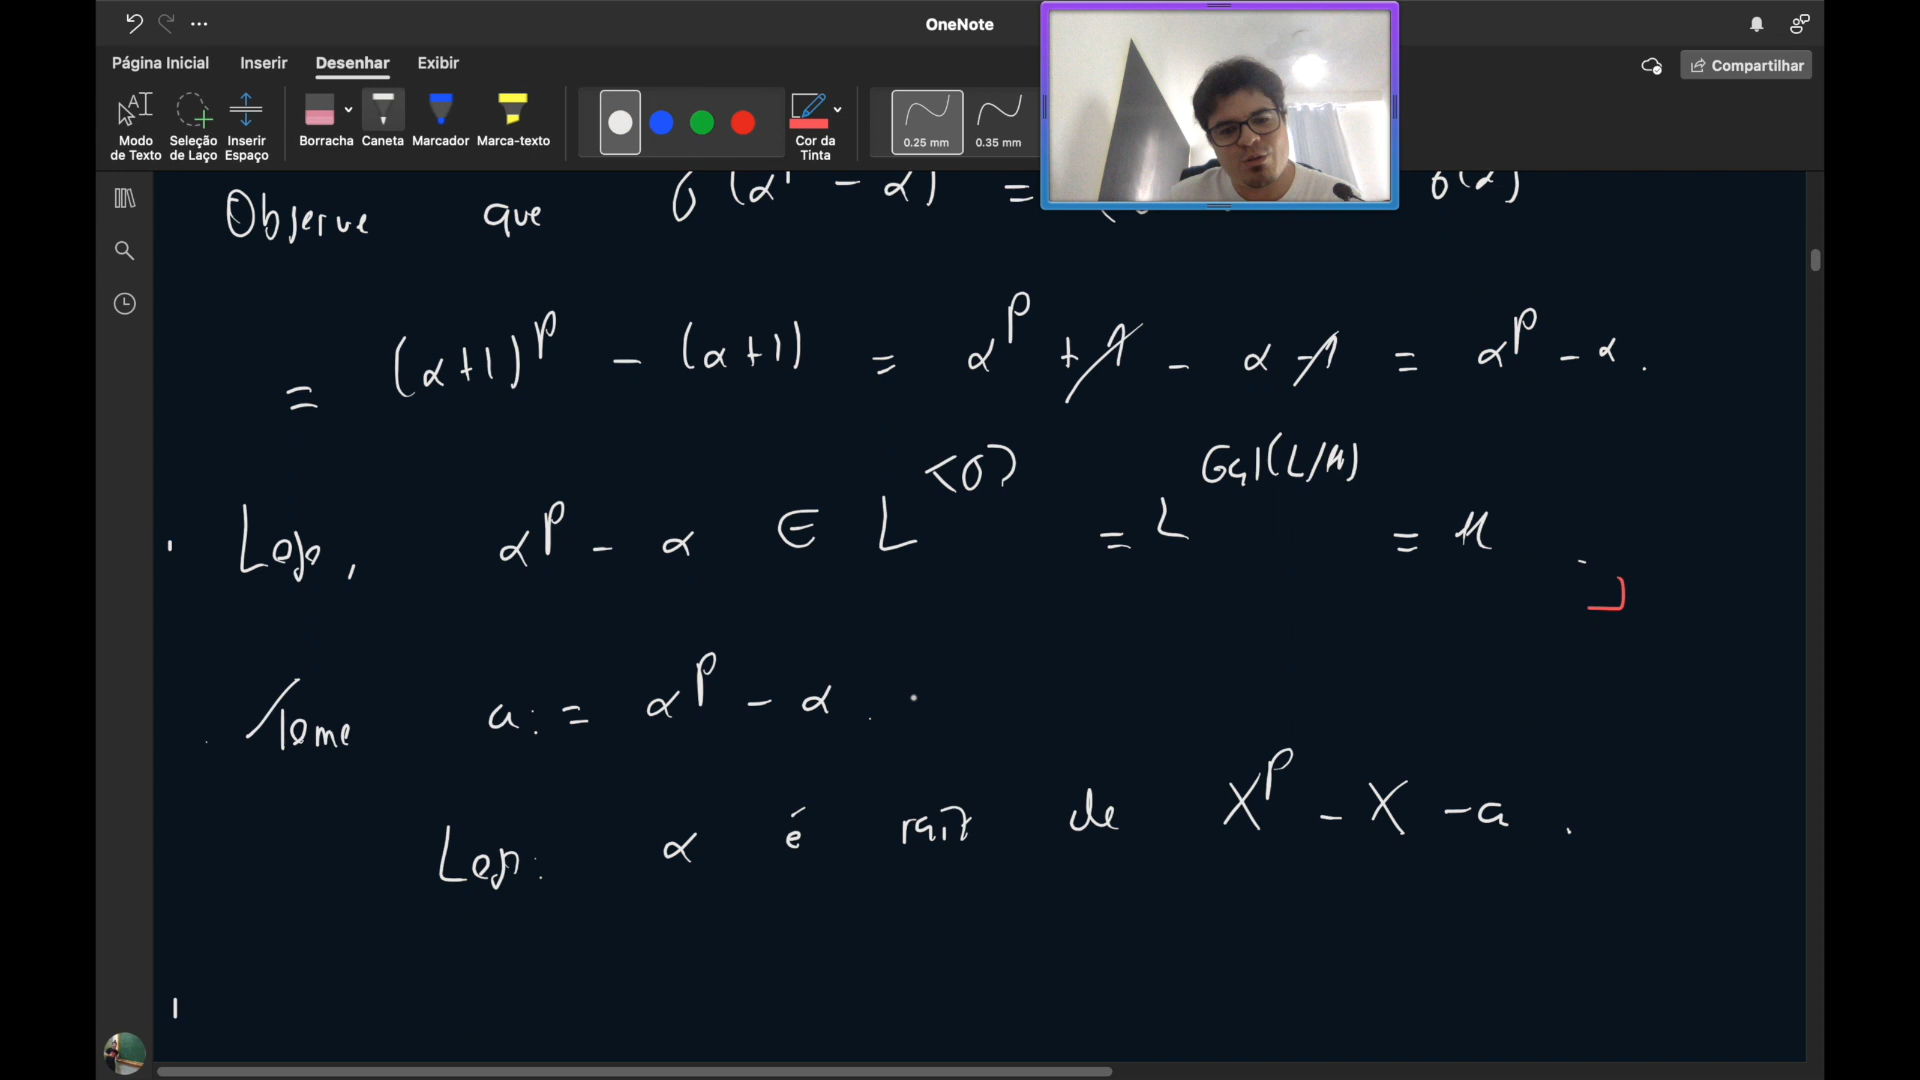 OneNote
Página Inicial Inserir Desenhar Exibir
Compartilhar
Modo de Texto
Seleção de Laço
Inserir Espaço
Borracha
Caneta
Marcador
Marca-texto
Cor da Tinta
0.25 mm
0.35 mm
Observe que σ(α^p - α) = σ(α)
= (α+1)^p - (α+1) = α^p + 1 - α - 1 = α^p - α.
Logo, α^p - α ∈ L^<σ> = L^Gal(L/K) = K.
Tome a := α^p - α.
Logo: α é raiz de X^p - X - a.